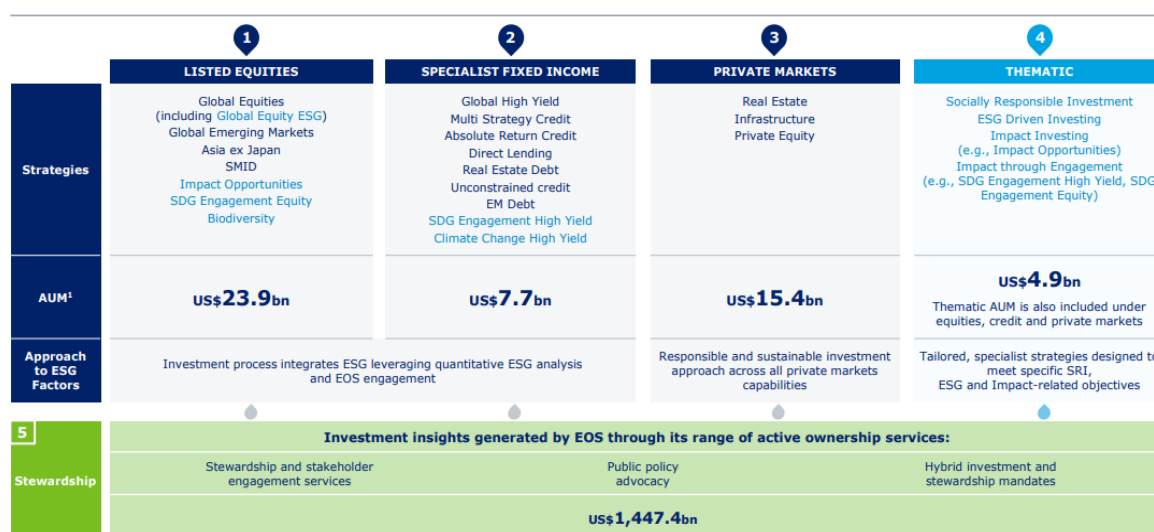 1
2
3
4
LISTED EQUITIES
SPECIALIST FIXED INCOME
PRIVATE MARKETS
THEMATIC
Strategies
Global Equities
(including Global Equity ESG)
Global Emerging Markets
Asia ex Japan
SMID
Impact Opportunities
SDG Engagement Equity
Biodiversity
Global High Yield
Multi Strategy Credit
Absolute Return Credit
Direct Lending
Real Estate Debt
Unconstrained credit
EM Debt
SDG Engagement High Yield
Climate Change High Yield
Real Estate
Infrastructure
Private Equity
Socially Responsible Investment
ESG Driven Investing
Impact Investing
(e.g., Impact Opportunities)
Impact through Engagement
(e.g., SDG Engagement High Yield, SDG
Engagement Equity)
AUM¹
US$23.9bn
US$7.7bn
US$15.4bn
US$4.9bn
Thematic AUM is also included under
equities, credit and private markets
Approach
to ESG
Factors
Investment process integrates ESG leveraging quantitative ESG analysis
and EOS engagement
Responsible and sustainable investment
approach across all private markets
capabilities
Tailored, specialist strategies designed to
meet specific SRI,
ESG and Impact-related objectives
5
Stewardship
Investment insights generated by EOS through its range of active ownership services:
Stewardship and stakeholder
engagement services
Public policy
advocacy
Hybrid investment and
stewardship mandates
US$1,447.4bn